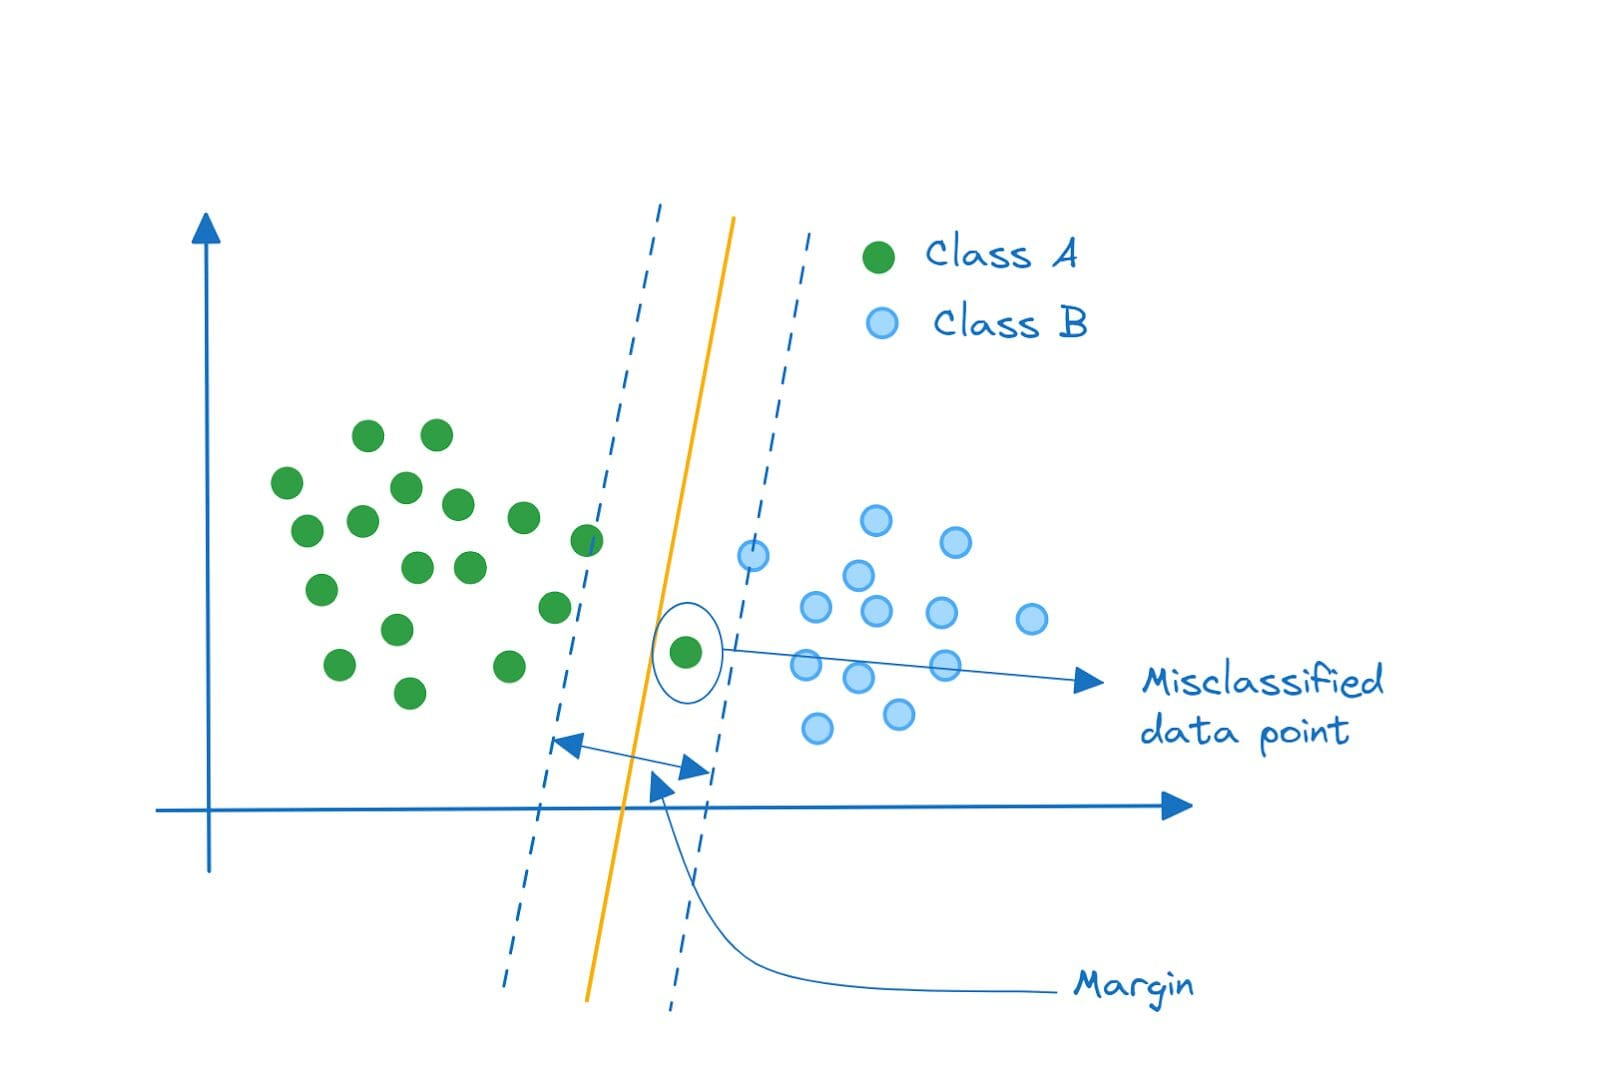 Class A
Class B
Misclassified
data point
Margin